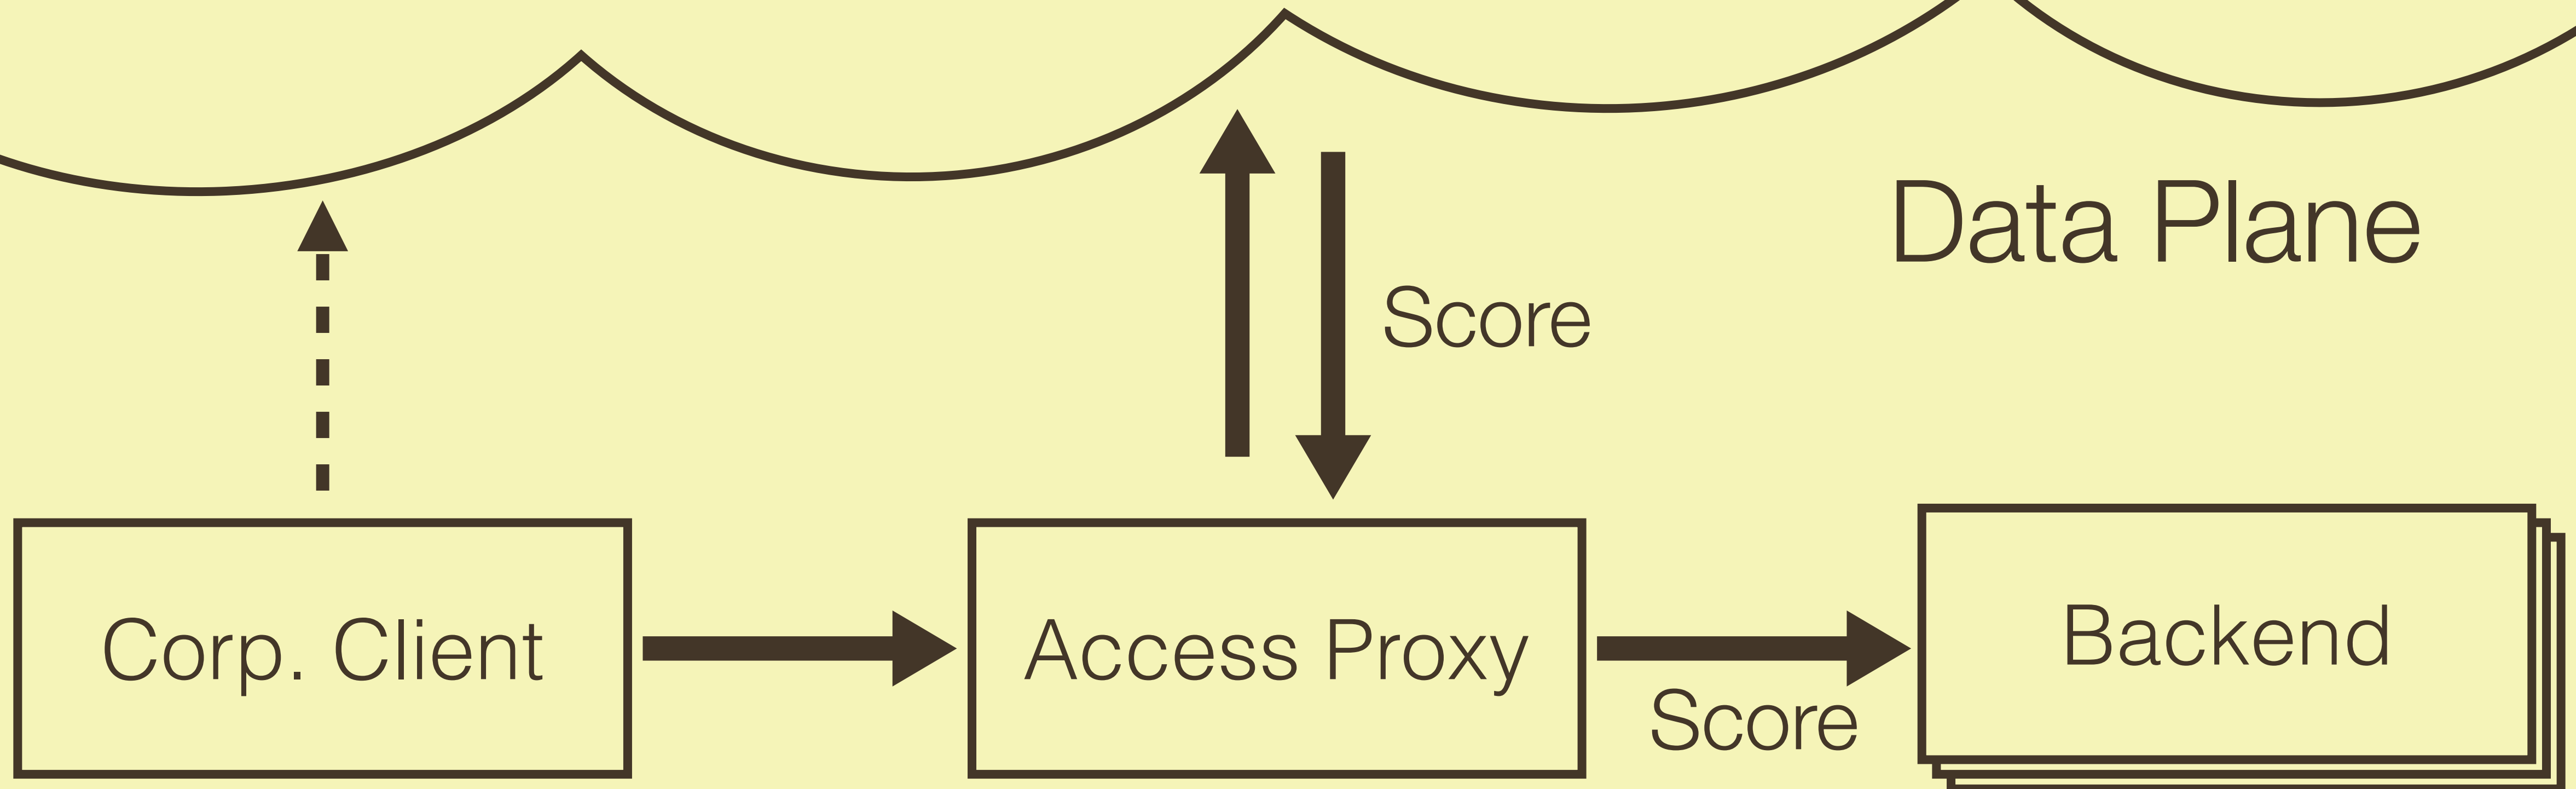 Data Plane
Score
Corp. Client
Access Proxy
Score
Backend